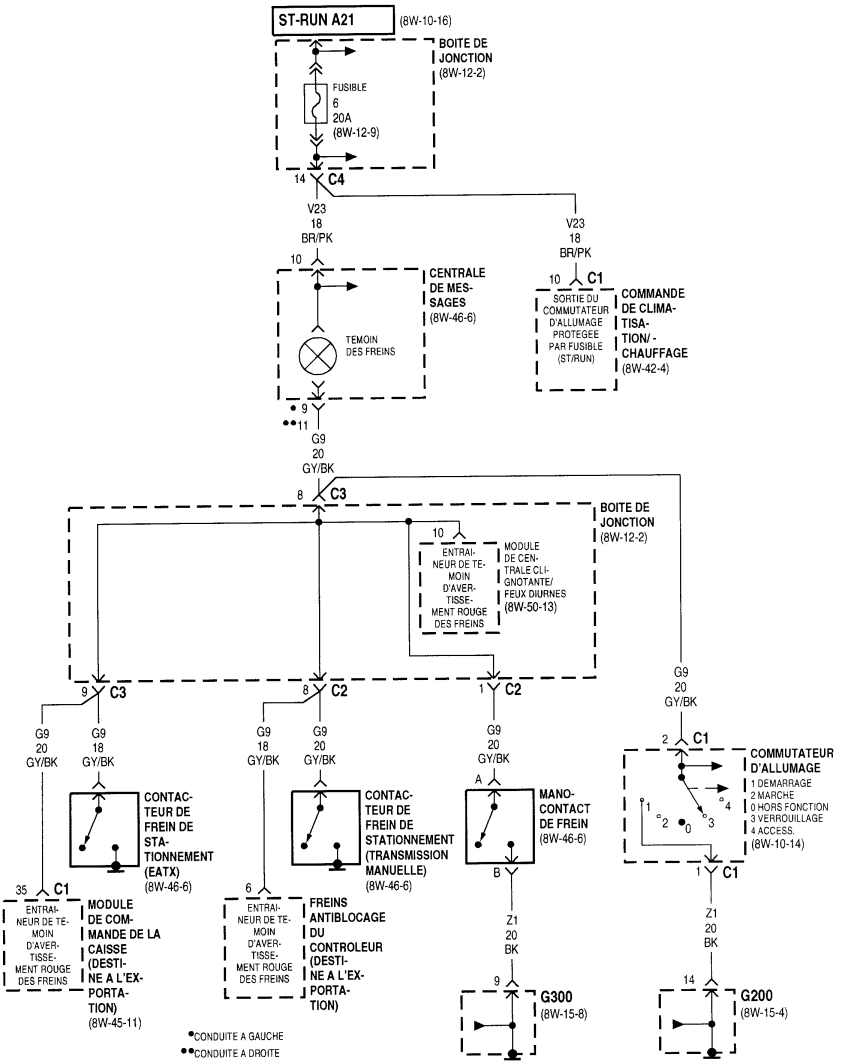 ST-RUN A21
(8W-10-16)
BOITE DE
JONCTION
(8W-12-2)
FUSIBLE
6
20A
(8W-12-9)
14
C4
V23
18
BR/PK
V23
18
BR/PK
10
CENTRALE
DE MES-
SAGES
(8W-46-6)
TEMOIN
DES FREINS
10
C1
SORTIE DU
COMMUTATEUR
D'ALLUMAGE
PROTEGEE
PAR FUSIBLE
(ST/RUN)
COMMANDE
DE CLIMA-
TISA-
TION/ -
CHAUFFAGE
(8W-42-4)
• 9
••11
G9
20
GY/BK
8
C3
BOITE DE
JONCTION
(8W-12-2)
10
ENTRAI-
NEUR DE TE-
MOIN
D'AVER-
TISSE-
MENT ROUGE
DES FREINS
MODULE
DE CEN-
TRALE CLI-
GNOTANTE/
FEUX DIURNES
(8W-50-13)
9
C3
8
C2
1
C2
G9
20
GY/BK
G9
20
GY/BK
G9
18
GY/BK
G9
18
GY/BK
G9
20
GY/BK
G9
20
GY/BK
2
C1
COMMUTATEUR
D'ALLUMAGE
1 DEMARRAGE
2 MARCHE
0 HORS FONCTION
3 VERROUILLAGE
4 ACCESS.
(8W-10-14)
1
2
0
3
4
CONTAC-
TEUR DE
FREIN DE
STA-
TIONNEMENT
(EATX)
(8W-46-6)
CONTAC-
TEUR DE
FREIN DE
STATIONNEMENT
(TRANSMISSION
MANUELLE)
(8W-46-6)
A
MANO-
CONTACT
DE FREIN
(8W-46-6)
B
1
C1
35
C1
ENTRAI-
NEUR DE TE-
MOIN
D'AVER-
TISSE-
MENT ROUGE
DES FREINS
MODULE
DE COM-
MANDE DE LA
CAISSE
(DESTI-
NE A L'EX-
PORTA-
TION)
(8W-45-11)
6
ENTRAI-
NEUR DE TE-
MOIN
D'AVER-
TISSE-
MENT ROUGE
DES FREINS
FREINS
ANTIBLOCAGE
DU
CONTROLEUR
(DESTI-
NE A L'EX-
PORTA-
TION)
Z1
20
BK
Z1
20
BK
9
G300
(8W-15-8)
14
G200
(8W-15-4)
•CONDUITE A GAUCHE
••CONDUITE A DROITE